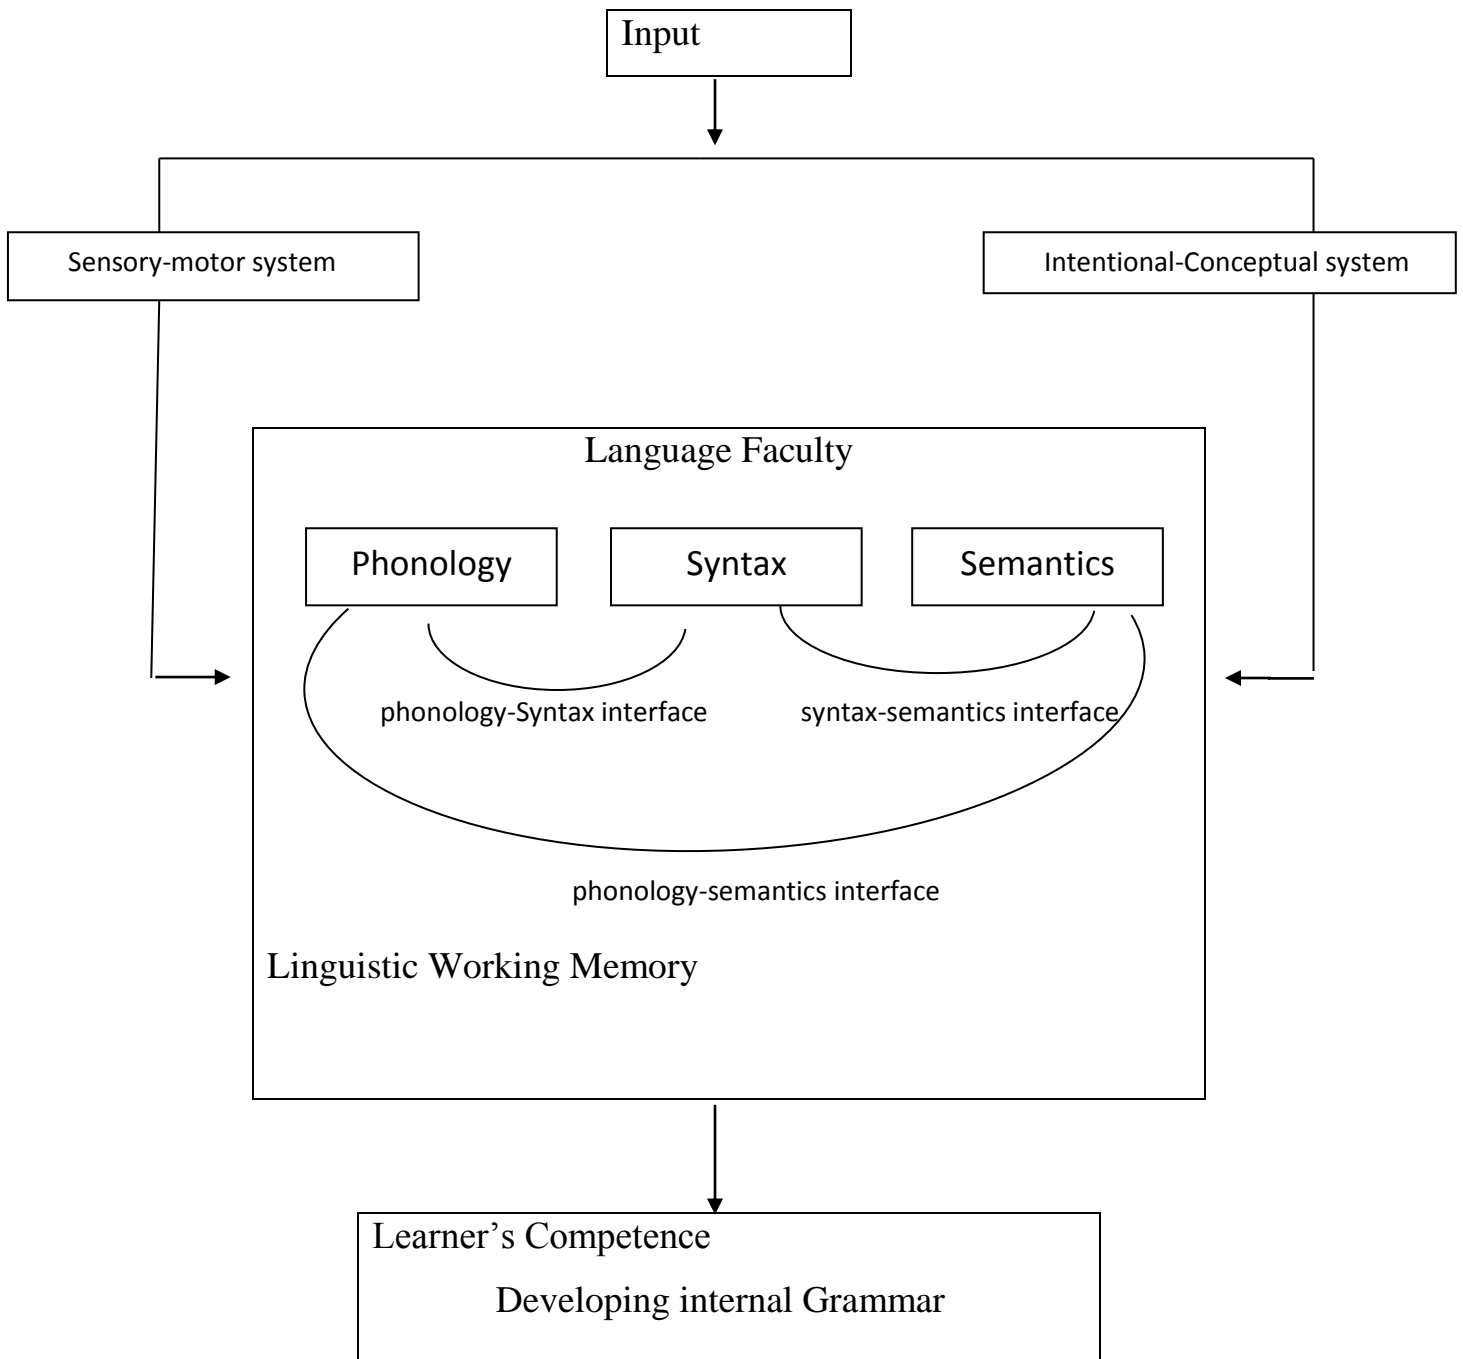 Input
Sensory-motor system
Intentional-Conceptual system
Language Faculty
Phonology
Syntax
Semantics
phonology-Syntax interface
syntax-semantics interface
phonology-semantics interface
Linguistic Working Memory
Learner’s Competence
Developing internal Grammar